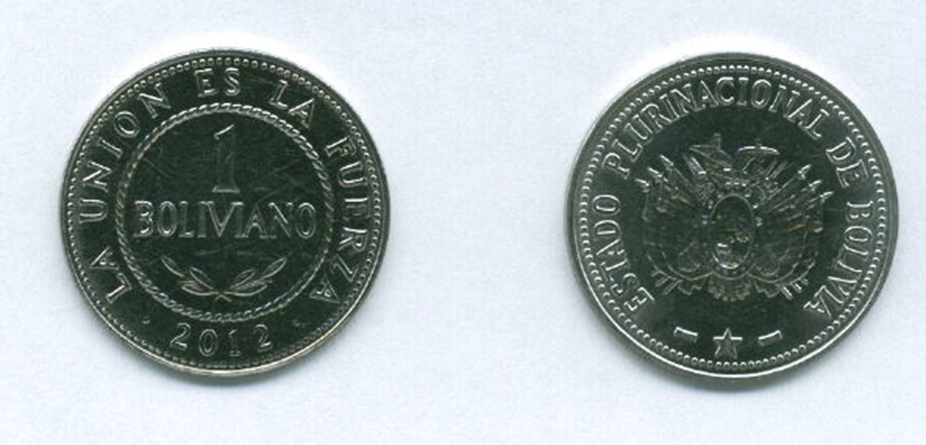 LA UNION ES LA FUERZA
1
BOLIVIANO
2012
ESTADO PLURINACIONAL DE BOLIVIA